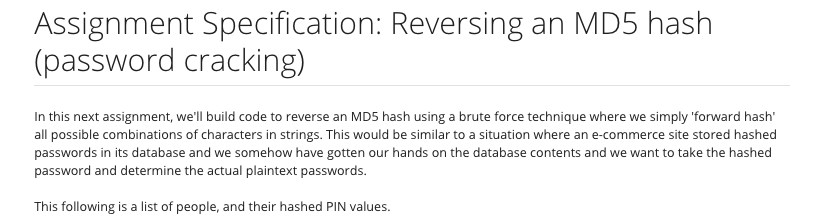 Assignment Specification: Reversing an MD5 hash
(password cracking)
In this next assignment, we'll build code to reverse an MD5 hash using a brute force technique where we simply 'forward hash'
all possible combinations of characters in strings. This would be similar to a situation where an e-commerce site stored hashed
passwords in its database and we somehow have gotten our hands on the database contents and we want to take the hashed
password and determine the actual plaintext passwords.
This following is a list of people, and their hashed PIN values.